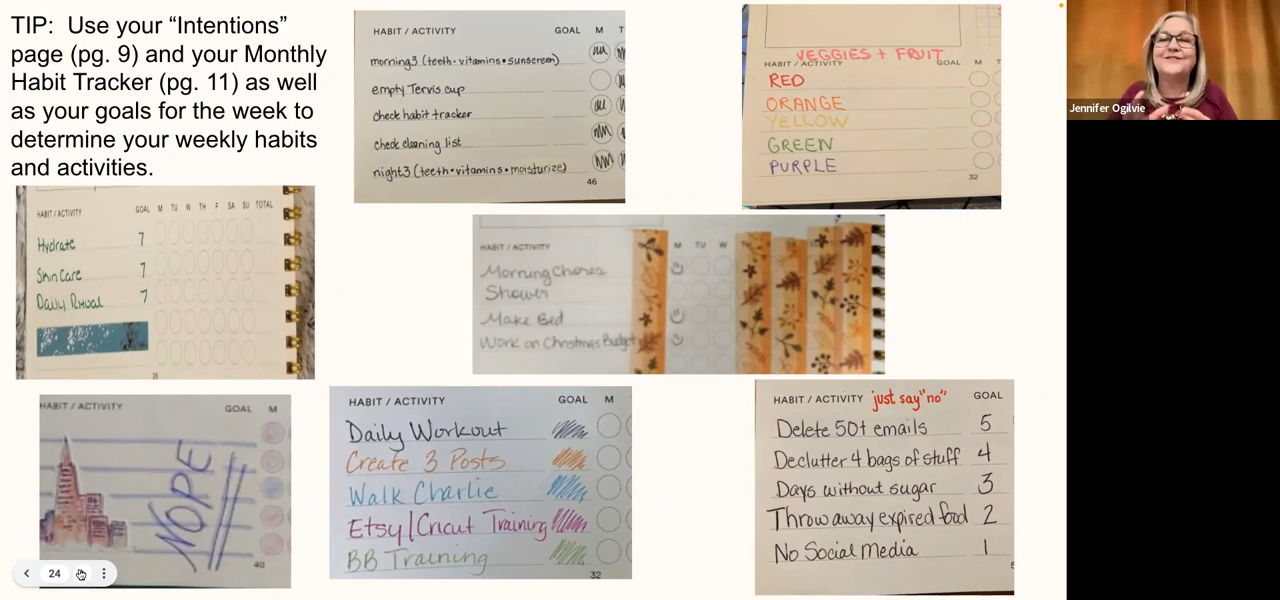 TIP:  Use your “Intentions”
page (pg. 9) and your Monthly
Habit Tracker (pg. 11) as well
as your goals for the week to
determine your weekly habits
and activities.
HABIT / ACTIVITY GOAL M T
morning3 (teeth•vitamins•sunscreen)
empty Tervis cup
check habit tracker
check cleaning list
night3 (teeth•vitamins•moisturize)
46
VEGGIES + FRUIT
HABIT / ACTIVITY GOAL M T
RED
ORANGE
YELLOW
GREEN
PURPLE
32
Jennifer Ogilvie
HABIT / ACTIVITY GOAL M TU W TH F SA SU TOTAL
Hydrate 7
Skin Care 7
Daily Ritual 7
HABIT / ACTIVITY M TU W
Morning Chores
Shower
Make Bed
Work on Christmas Budget
HABIT / ACTIVITY GOAL M
NOPE
40
HABIT / ACTIVITY GOAL M
Daily Workout
Create 3 Posts
Walk Charlie
Etsy/Cricut Training
BB Training
32
HABIT / ACTIVITY just say "no" GOAL
Delete 50+ emails 5
Declutter 4 bags of stuff 4
Days without sugar 3
Throw away expired food 2
No Social Media 1
24